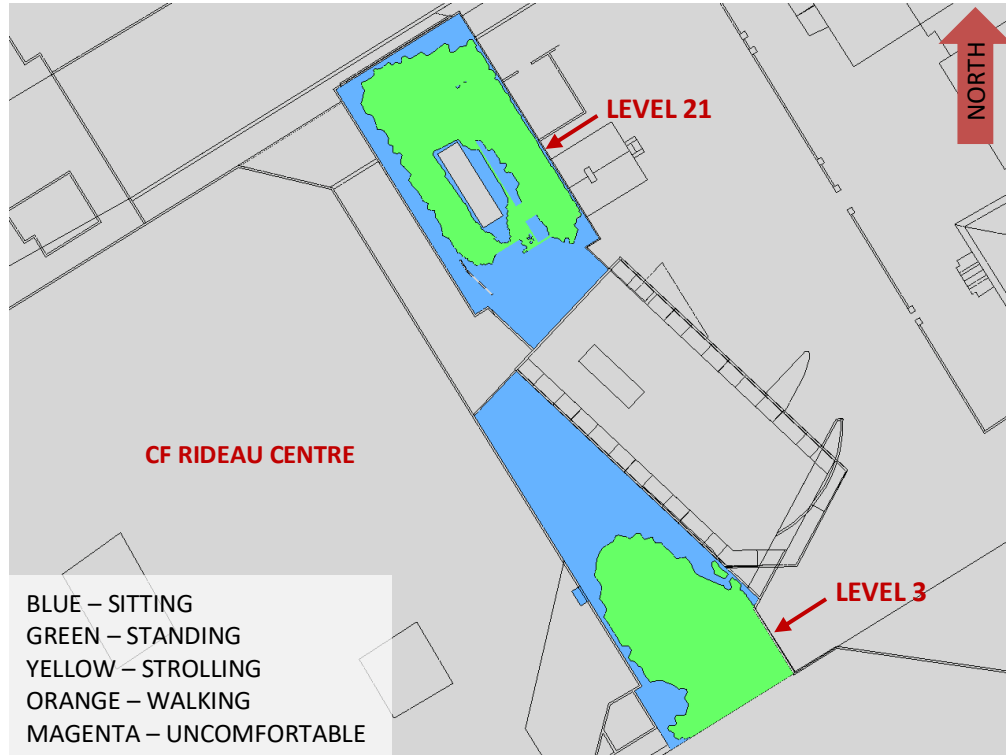 NORTH
LEVEL 21
CF RIDEAU CENTRE
LEVEL 3
BLUE – SITTING
GREEN – STANDING
YELLOW – STROLLING
ORANGE – WALKING
MAGENTA – UNCOMFORTABLE